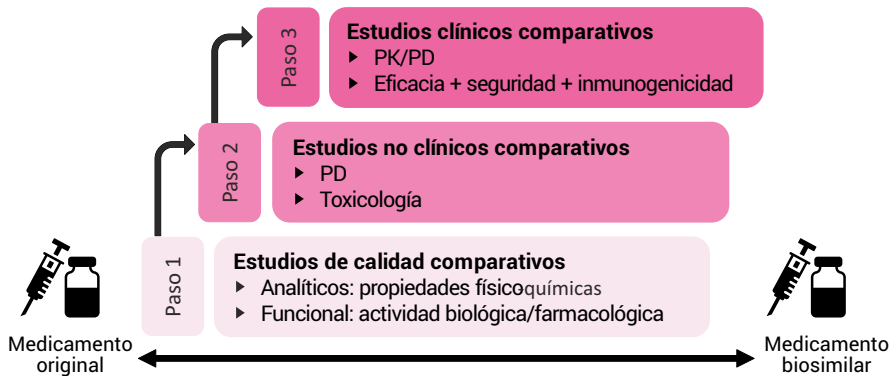 Paso 3
Estudios clínicos comparativos
PK/PD
Eficacia + seguridad + inmunogenicidad
Paso 2
Estudios no clínicos comparativos
PD
Toxicología
Paso 1
Estudios de calidad comparativos
Analíticos: propiedades físicoquímicas
Funcional: actividad biológica/farmacológica
Medicamento
original
Medicamento
biosimilar